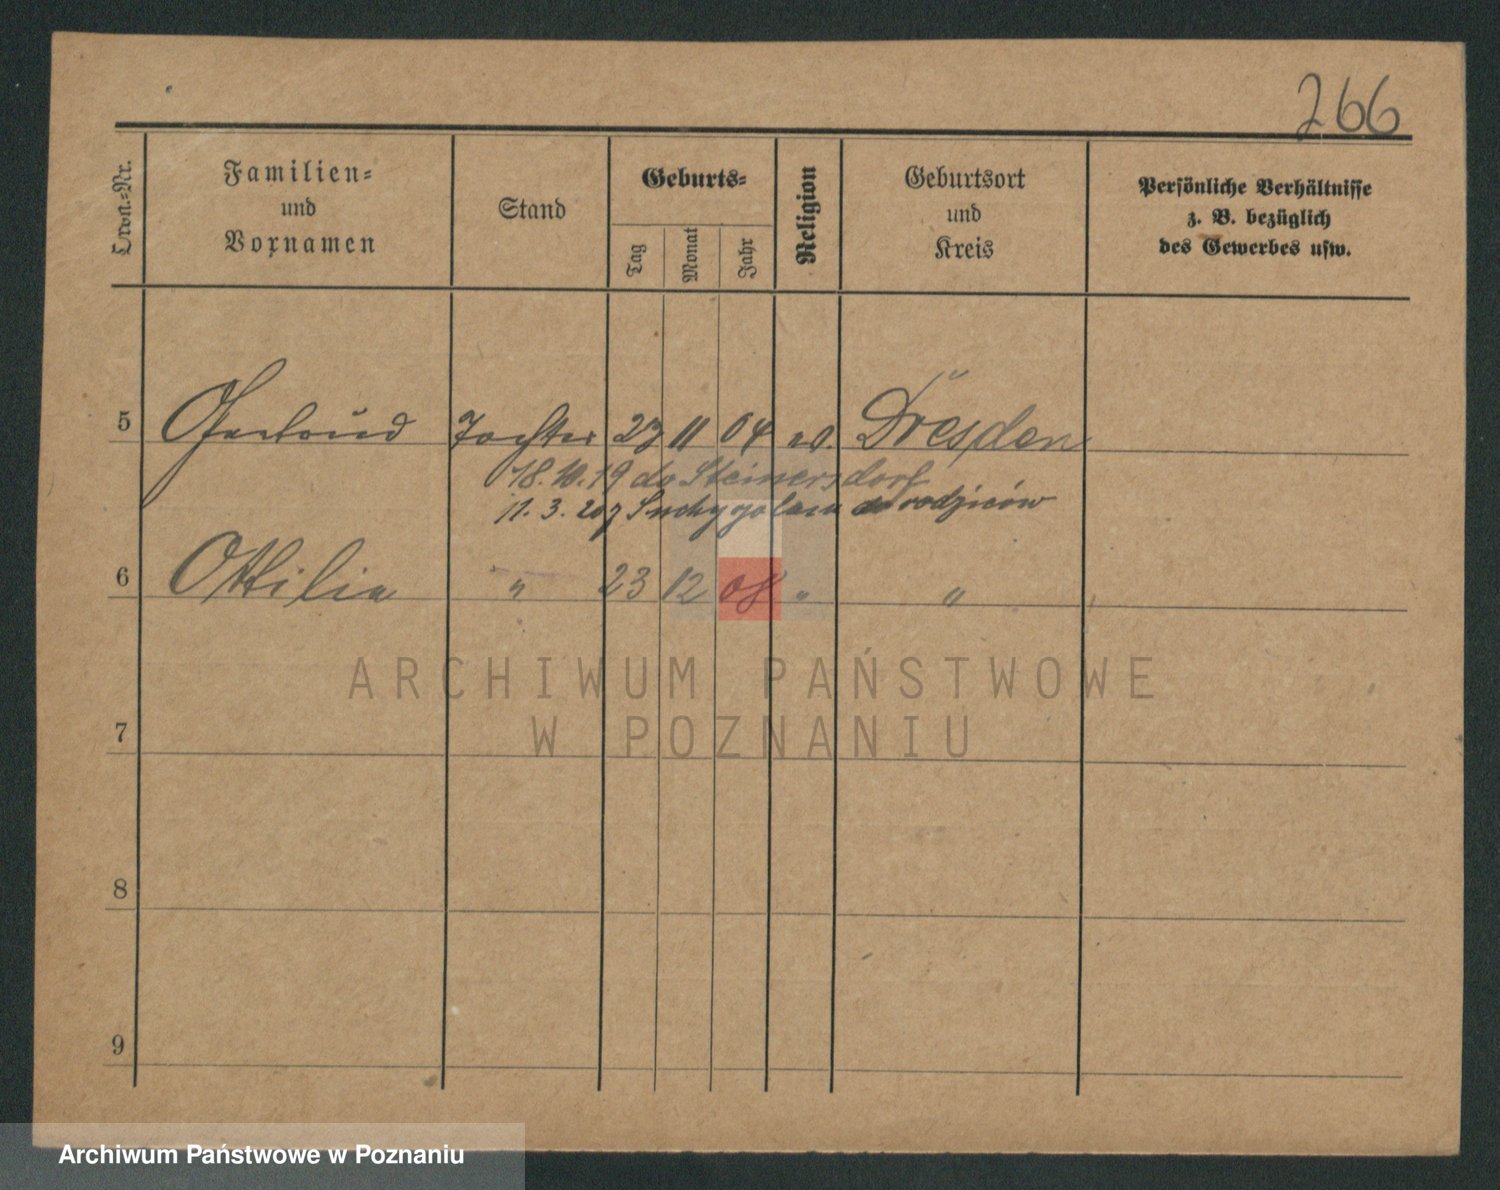 266
Lfd.-Nr.
Familien-
und
Vornamen
Stand
Geburts-
Tag
Monat
Jahr
Religion
Geburtsort
und
Kreis
Persönliche Verhältnisse
z. B. bezüglich
des Gewerbes usw.
5 Gertrud Tochter 27 11 04 Dresden
18.10.19 do Steinersdorf
11.3.20 z do rodziców
6 Ottilia " 23 12 08 " "
ARCHIWUM PAŃSTWOWE
W POZNANIU
7
8
9
Archiwum Państwowe w Poznaniu